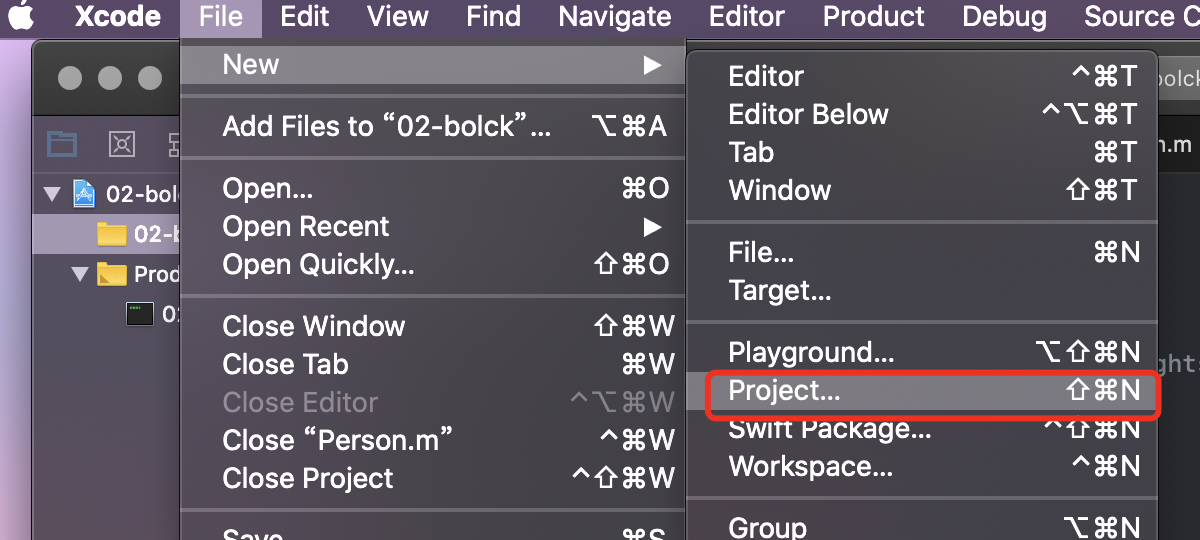 Xcode File Edit View Find Navigate Editor Product Debug Source C
New ▶
Add Files to “02-bolck”... ⌥⌘A
Open... ⌘O
Open Recent ▶
Open Quickly... ⇧⌘O
Close Window ⇧⌘W
Close Tab ⌘W
Close Editor ^⌥⌘W
Close “Person.m” ^⌘W
Close Project ^⇧⌘W
Save ⌘S
Editor ^⌘T
Editor Below ^⌥⌘T
Tab ⌘T
Window ⇧⌘T
File... ⌘N
Target...
Playground... ⌥⇧⌘N
Project... ⇧⌘N
Swift Package... ^⇧⌘N
Workspace... ^⌘N
Group ⌥⌘N
02-bol
02-b
Prod
02
bolck
n.m
ght